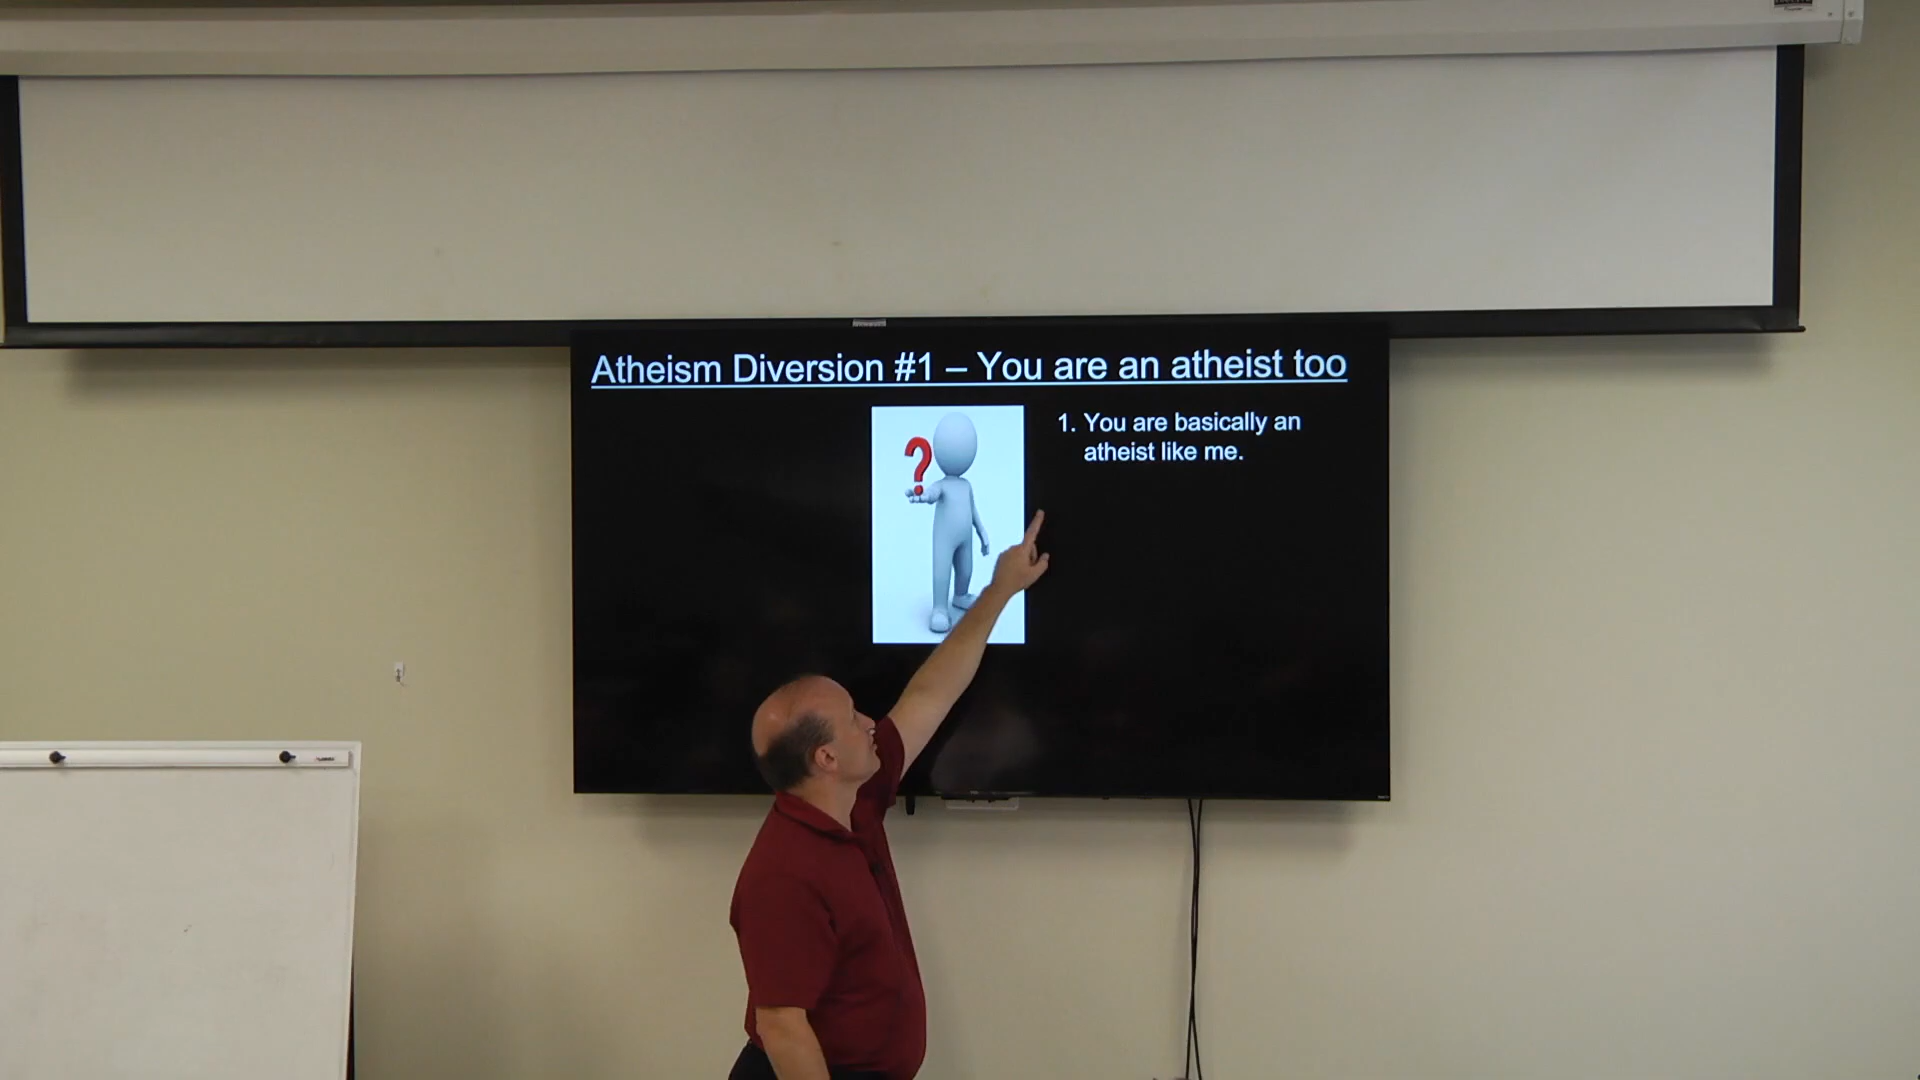 Atheism Diversion #1 – You are an atheist too
?
1. You are basically an
atheist like me.